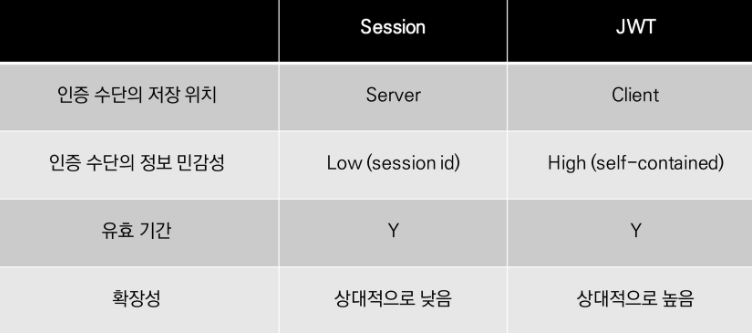 Session JWT
인증 수단의 저장 위치 Server Client
인증 수단의 정보 민감성 Low (session id) High (self-contained)
유효 기간 Y Y
확장성 상대적으로 낮음 상대적으로 높음